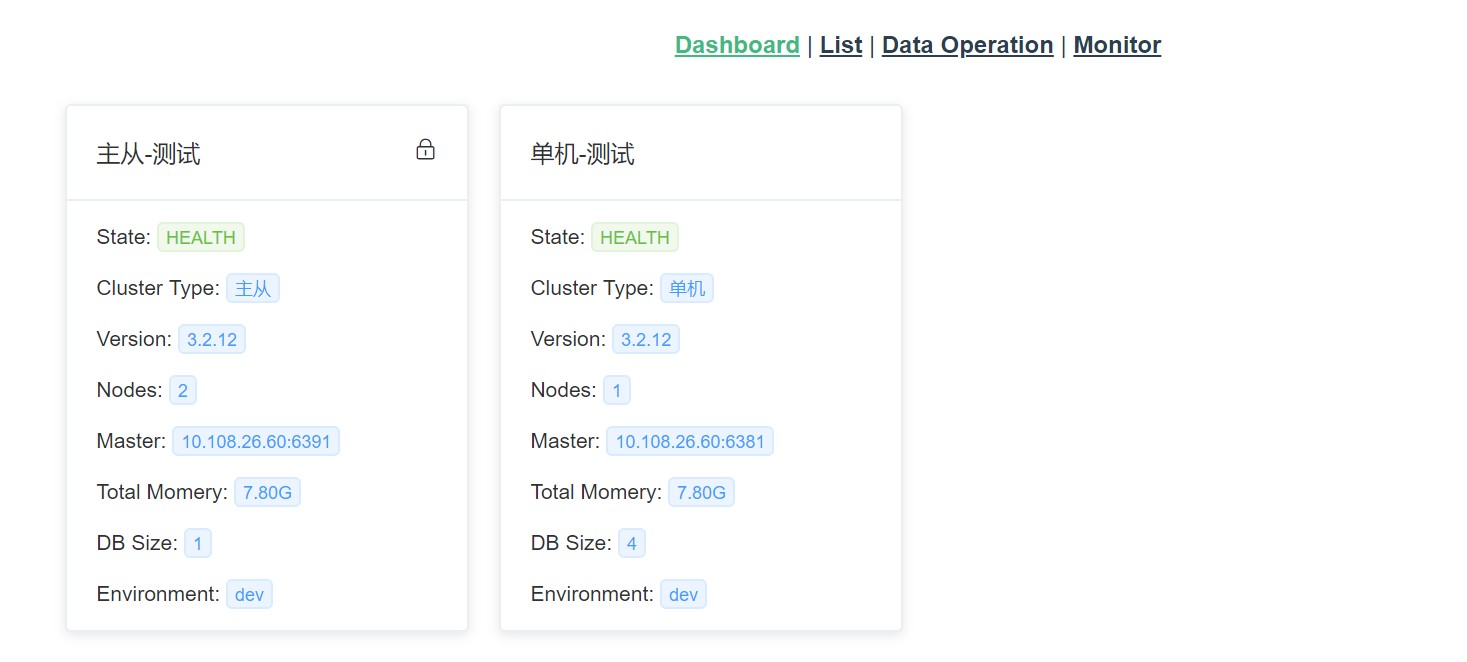 Dashboard | List | Data Operation | Monitor
主从-测试
State: HEALTH
Cluster Type: 主从
Version: 3.2.12
Nodes: 2
Master: 10.108.26.60:6391
Total Momery: 7.80G
DB Size: 1
Environment: dev
单机-测试
State: HEALTH
Cluster Type: 单机
Version: 3.2.12
Nodes: 1
Master: 10.108.26.60:6381
Total Momery: 7.80G
DB Size: 4
Environment: dev